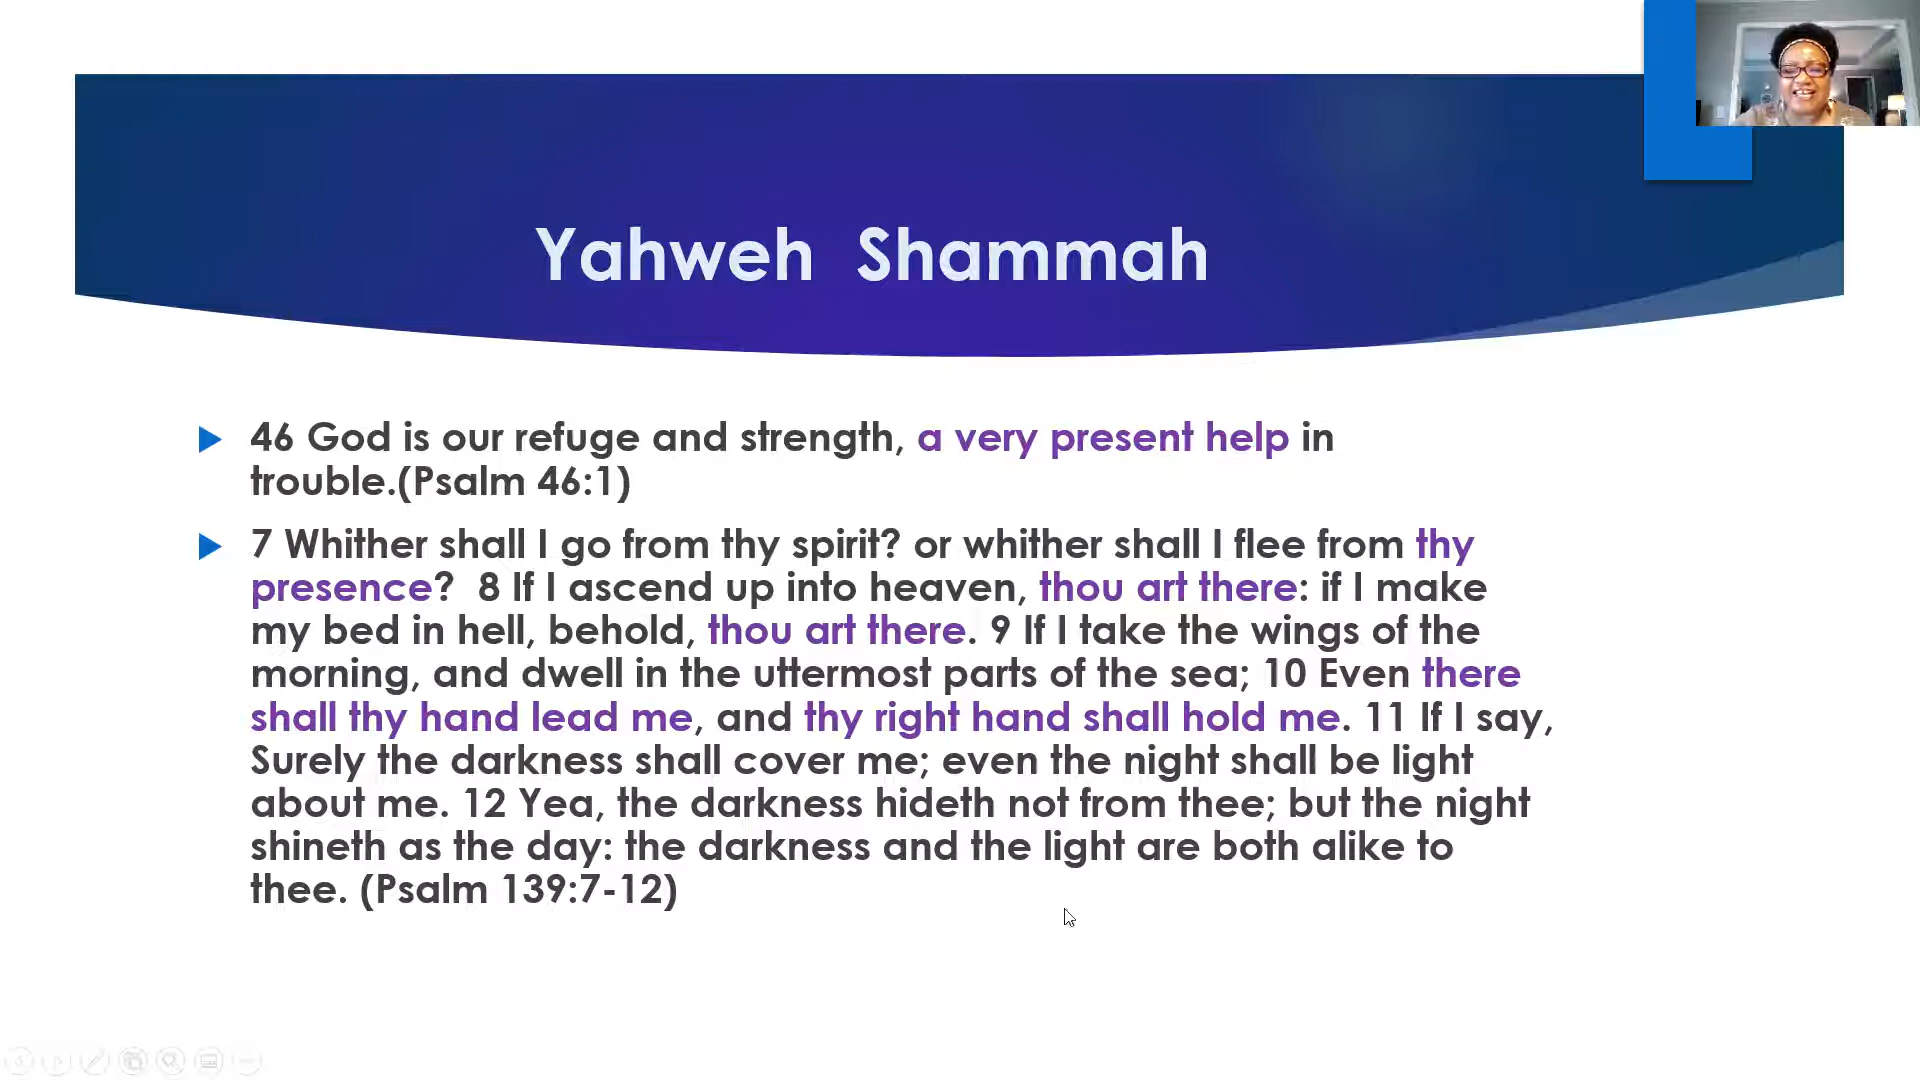 Yahweh Shammah
46 God is our refuge and strength, a very present help in
trouble.(Psalm 46:1)
7 Whither shall I go from thy spirit? or whither shall I flee from thy
presence? 8 If I ascend up into heaven, thou art there: if I make
my bed in hell, behold, thou art there. 9 If I take the wings of the
morning, and dwell in the uttermost parts of the sea; 10 Even there
shall thy hand lead me, and thy right hand shall hold me. 11 If I say,
Surely the darkness shall cover me; even the night shall be light
about me. 12 Yea, the darkness hideth not from thee; but the night
shineth as the day: the darkness and the light are both alike to
thee. (Psalm 139:7-12)